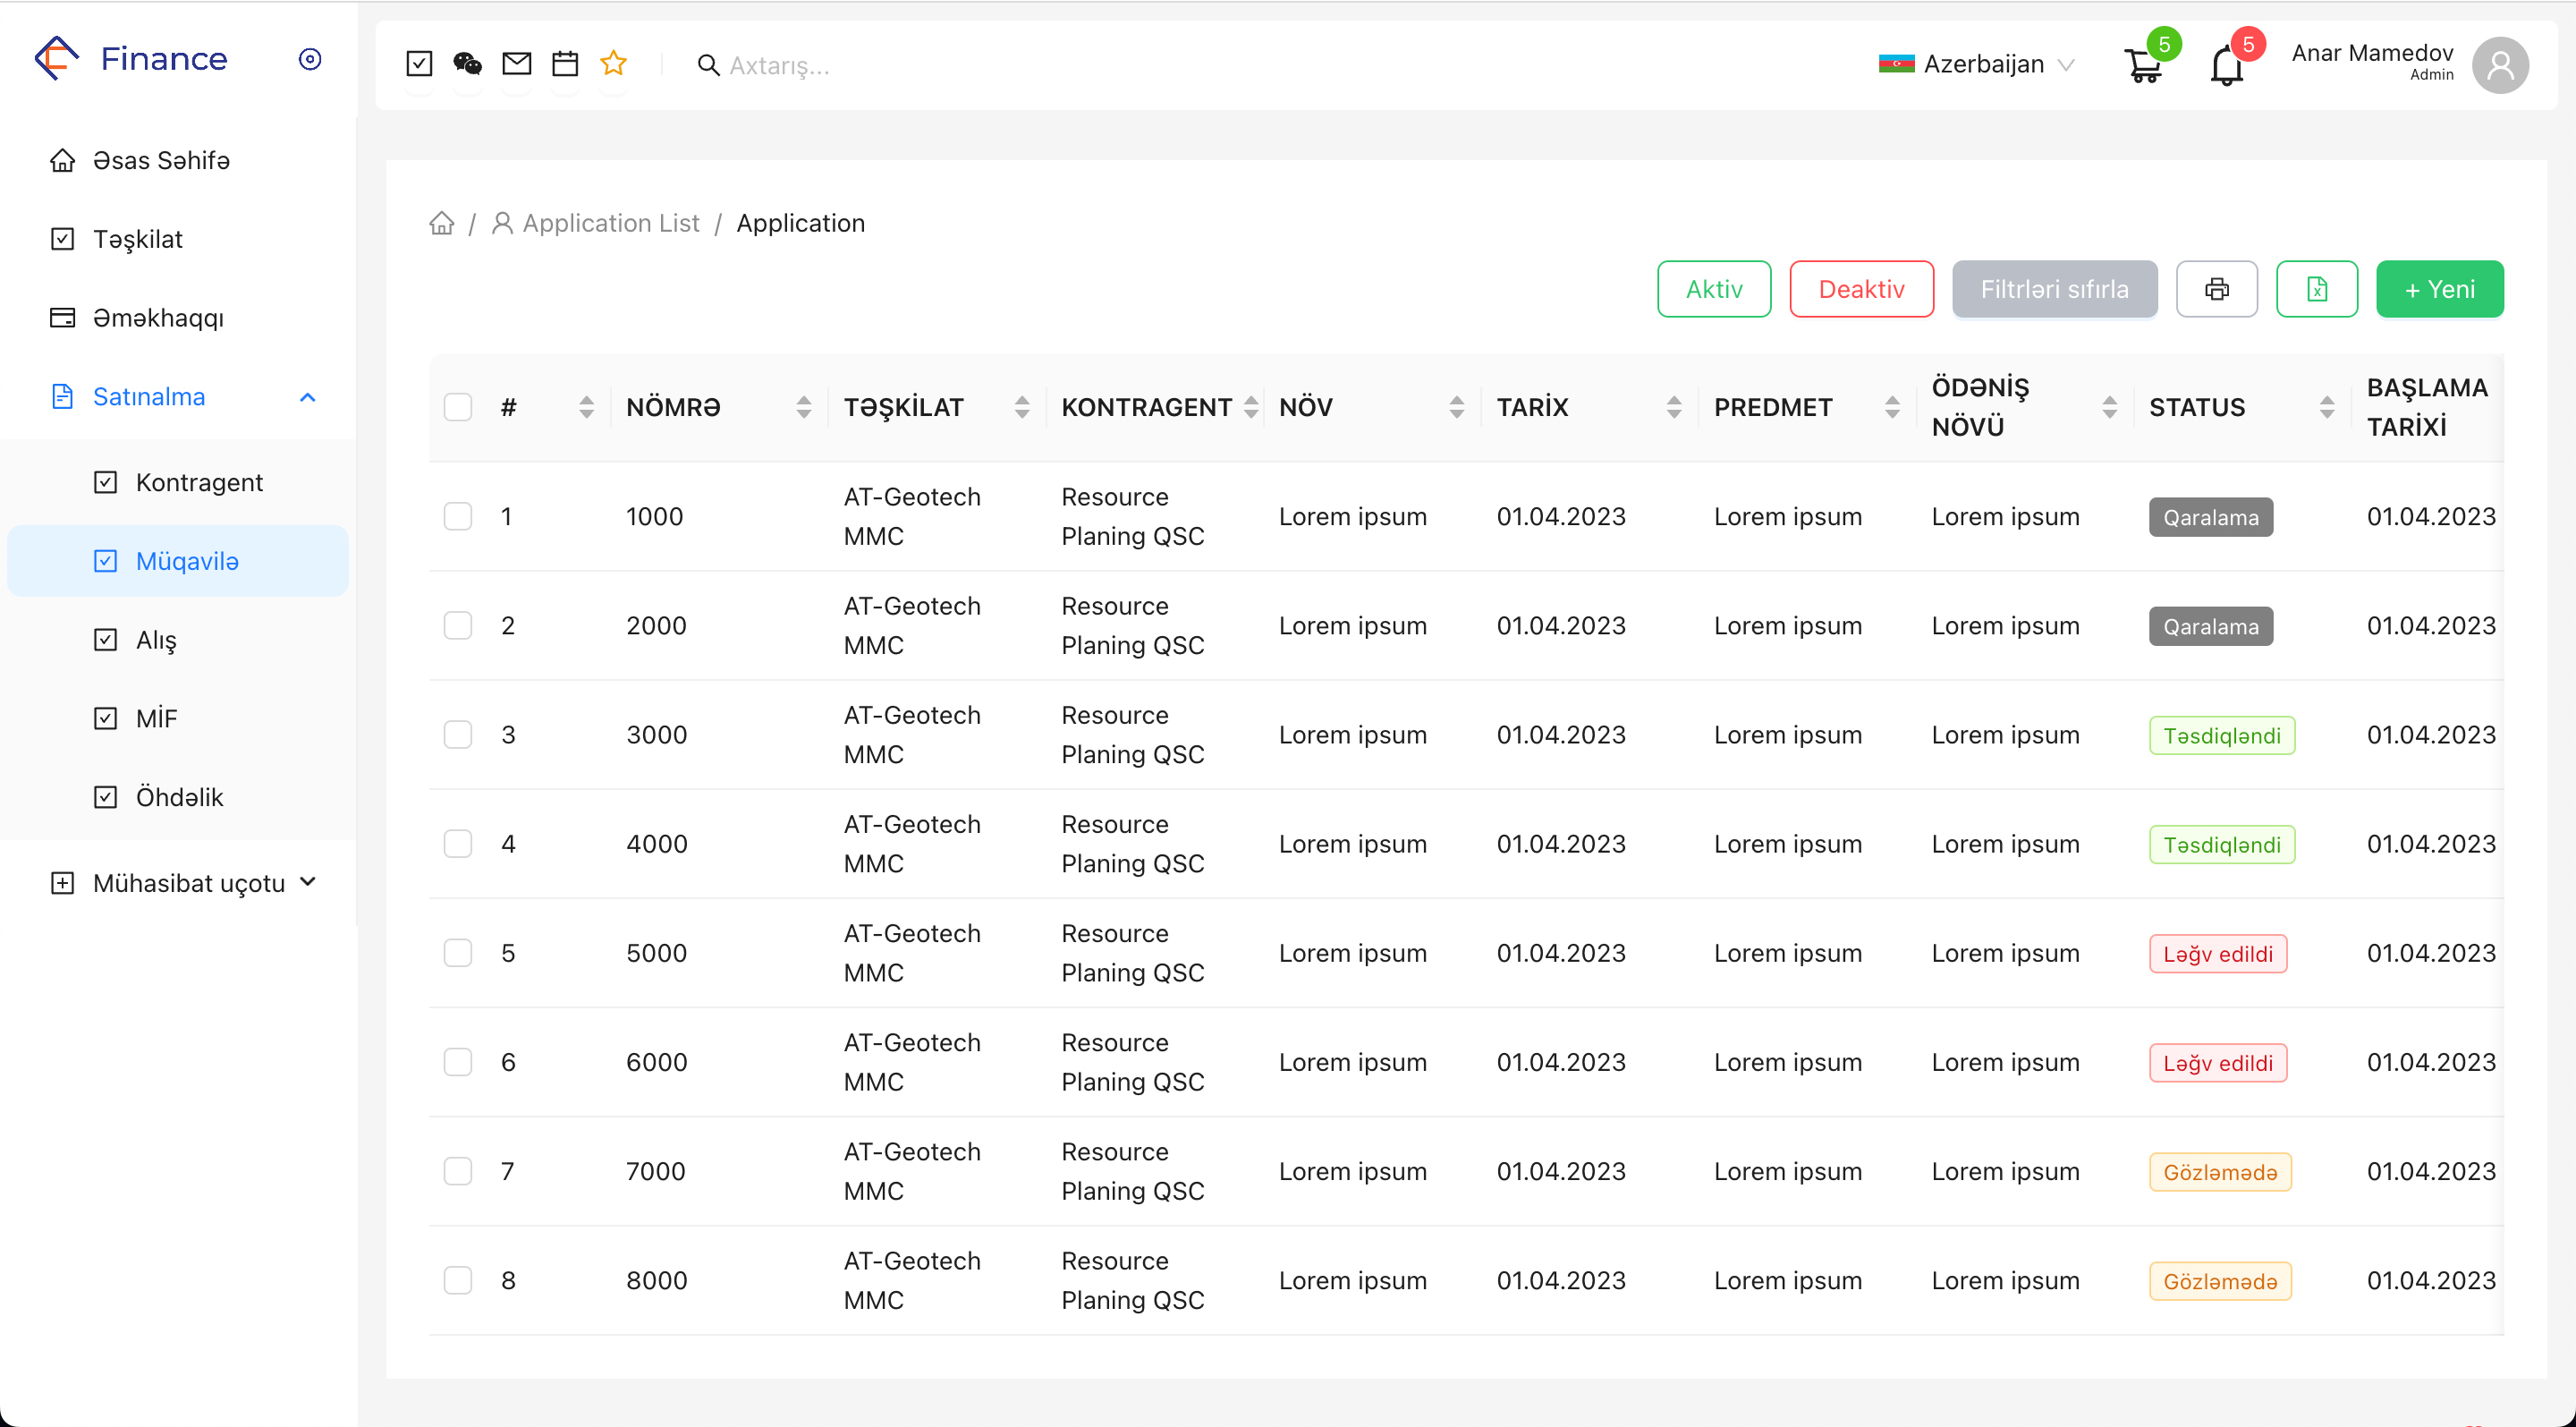 Finance
Axtarış...
Azerbaijan
5
5
Anar Mamedov
Admin
Əsas Səhifə
Təşkilat
Əməkhaqqı
Satınalma
Kontragent
Müqavilə
Alış
MİF
Öhdəlik
Mühasibat uçotu
/ Application List / Application
Aktiv
Deaktiv
Filtrləri sıfırla
+ Yeni
# NÖMRƏ TƏŞKİLAT KONTRAGENT NÖV TARİX PREDMET ÖDƏNİŞ NÖVÜ STATUS BAŞLAMA TARİXİ
1 1000 AT-Geotech MMC Resource Planing QSC Lorem ipsum 01.04.2023 Lorem ipsum Lorem ipsum Qaralama 01.04.2023
2 2000 AT-Geotech MMC Resource Planing QSC Lorem ipsum 01.04.2023 Lorem ipsum Lorem ipsum Qaralama 01.04.2023
3 3000 AT-Geotech MMC Resource Planing QSC Lorem ipsum 01.04.2023 Lorem ipsum Lorem ipsum Təsdiqləndi 01.04.2023
4 4000 AT-Geotech MMC Resource Planing QSC Lorem ipsum 01.04.2023 Lorem ipsum Lorem ipsum Təsdiqləndi 01.04.2023
5 5000 AT-Geotech MMC Resource Planing QSC Lorem ipsum 01.04.2023 Lorem ipsum Lorem ipsum Ləğv edildi 01.04.2023
6 6000 AT-Geotech MMC Resource Planing QSC Lorem ipsum 01.04.2023 Lorem ipsum Lorem ipsum Ləğv edildi 01.04.2023
7 7000 AT-Geotech MMC Resource Planing QSC Lorem ipsum 01.04.2023 Lorem ipsum Lorem ipsum Gözləmədə 01.04.2023
8 8000 AT-Geotech MMC Resource Planing QSC Lorem ipsum 01.04.2023 Lorem ipsum Lorem ipsum Gözləmədə 01.04.2023